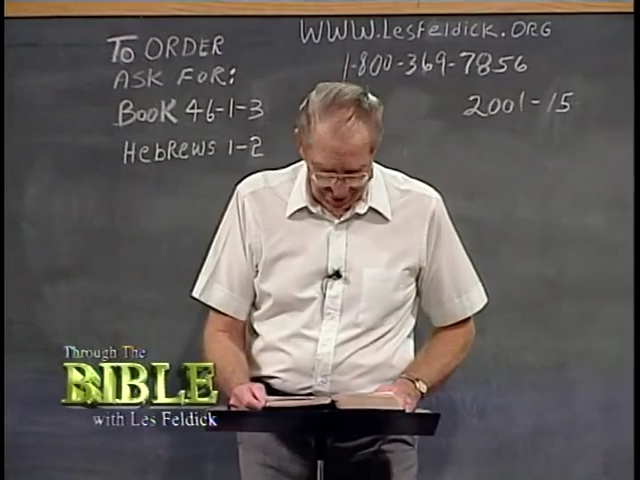 TO ORDER
ASK FOR:
BOOK 46-1-3
HEBREWS 1-2
WWW.LESFELDICK.ORG
1-800-369-7856
2001-15
Through The
BIBLE
with Les Feldick